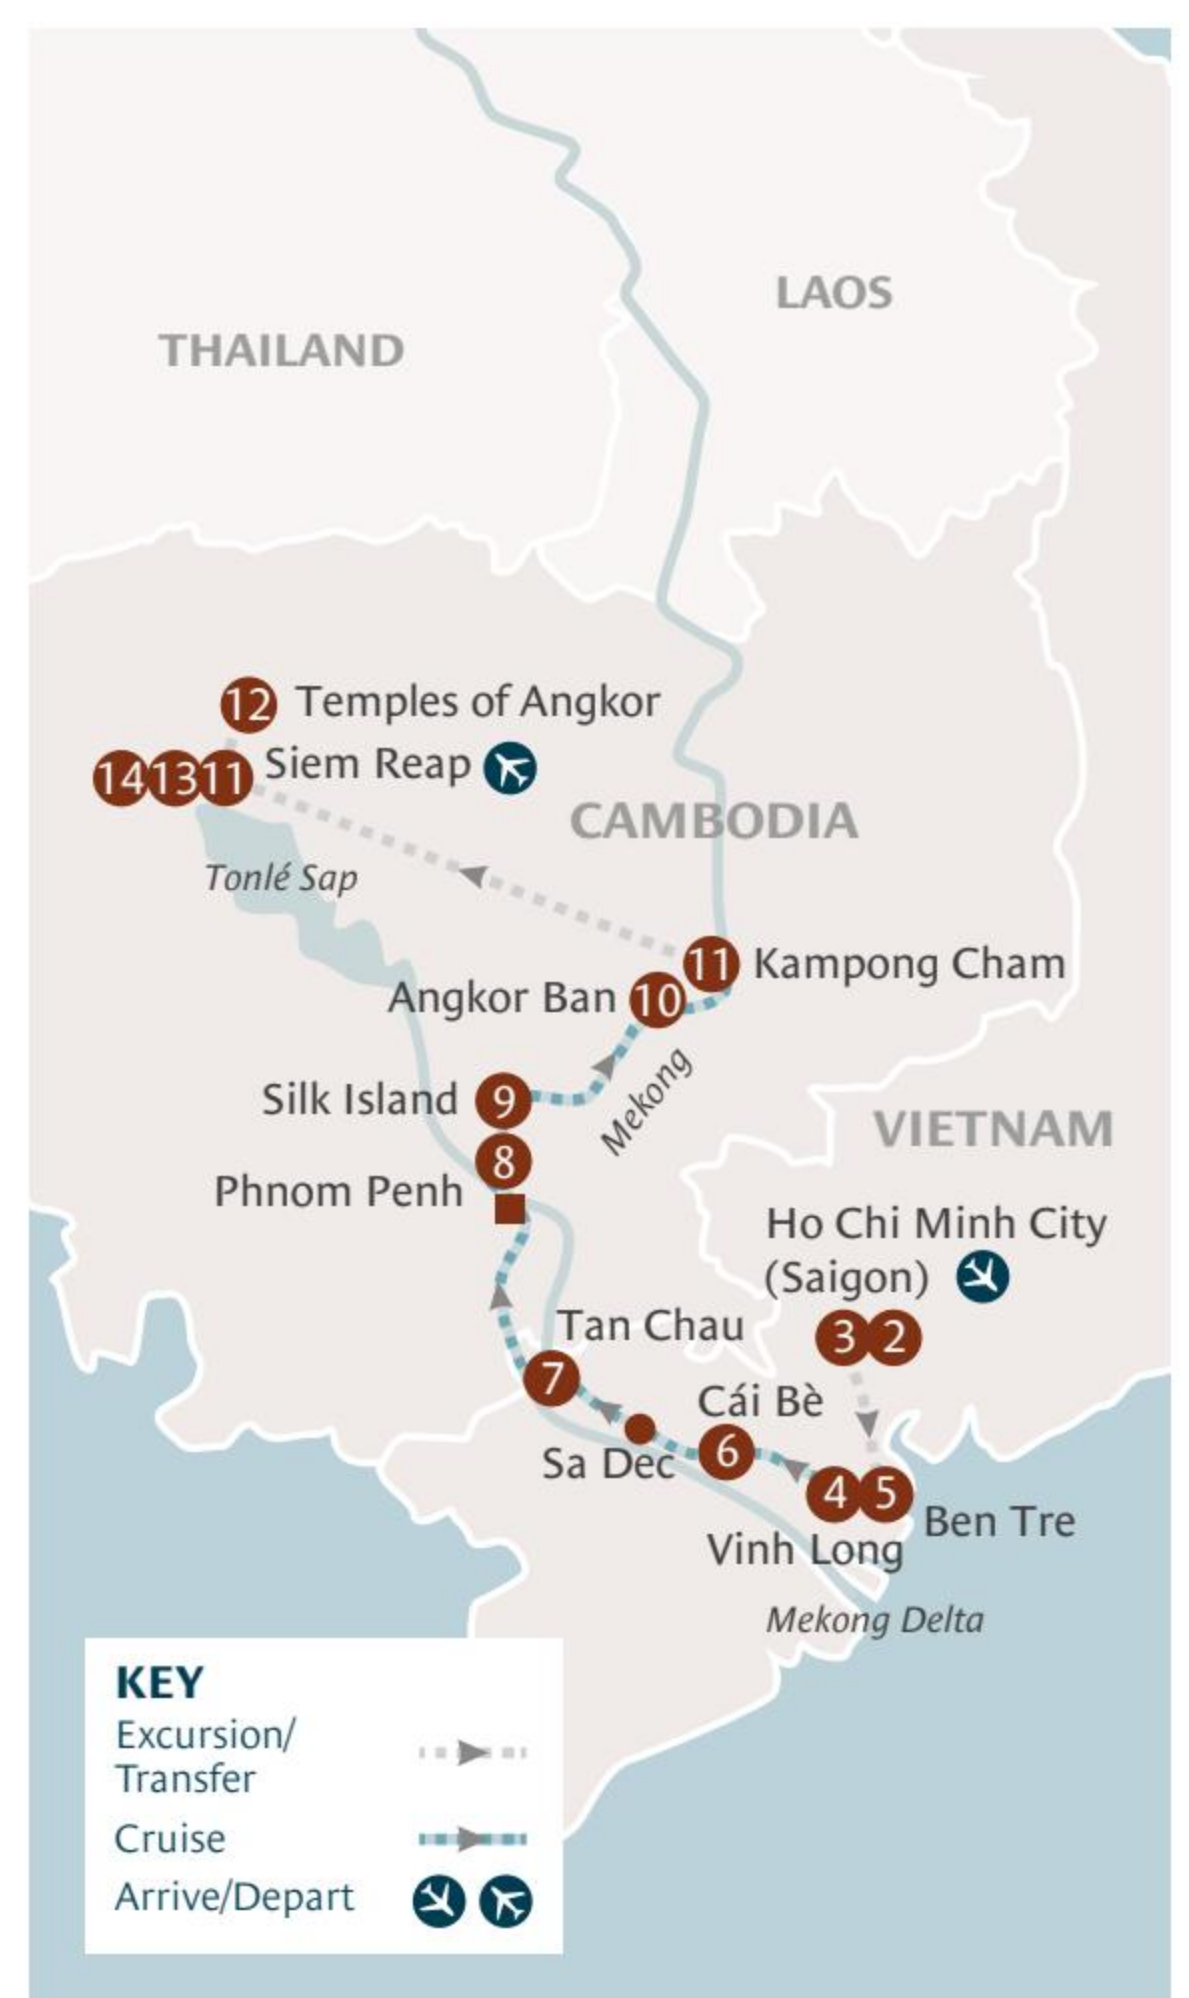 LAOS
THAILAND
12 Temples of Angkor
14 13 11 Siem Reap
CAMBODIA
Tonlé Sap
11 Kampong Cham
Angkor Ban 10
Mekong
Silk Island 9
8
Phnom Penh
VIETNAM
Ho Chi Minh City
(Saigon)
3 2
Tan Chau
7
Cái Bè
6
Sa Dec
4 5
Ben Tre
Vinh Long
Mekong Delta
KEY
Excursion/
Transfer
Cruise
Arrive/Depart